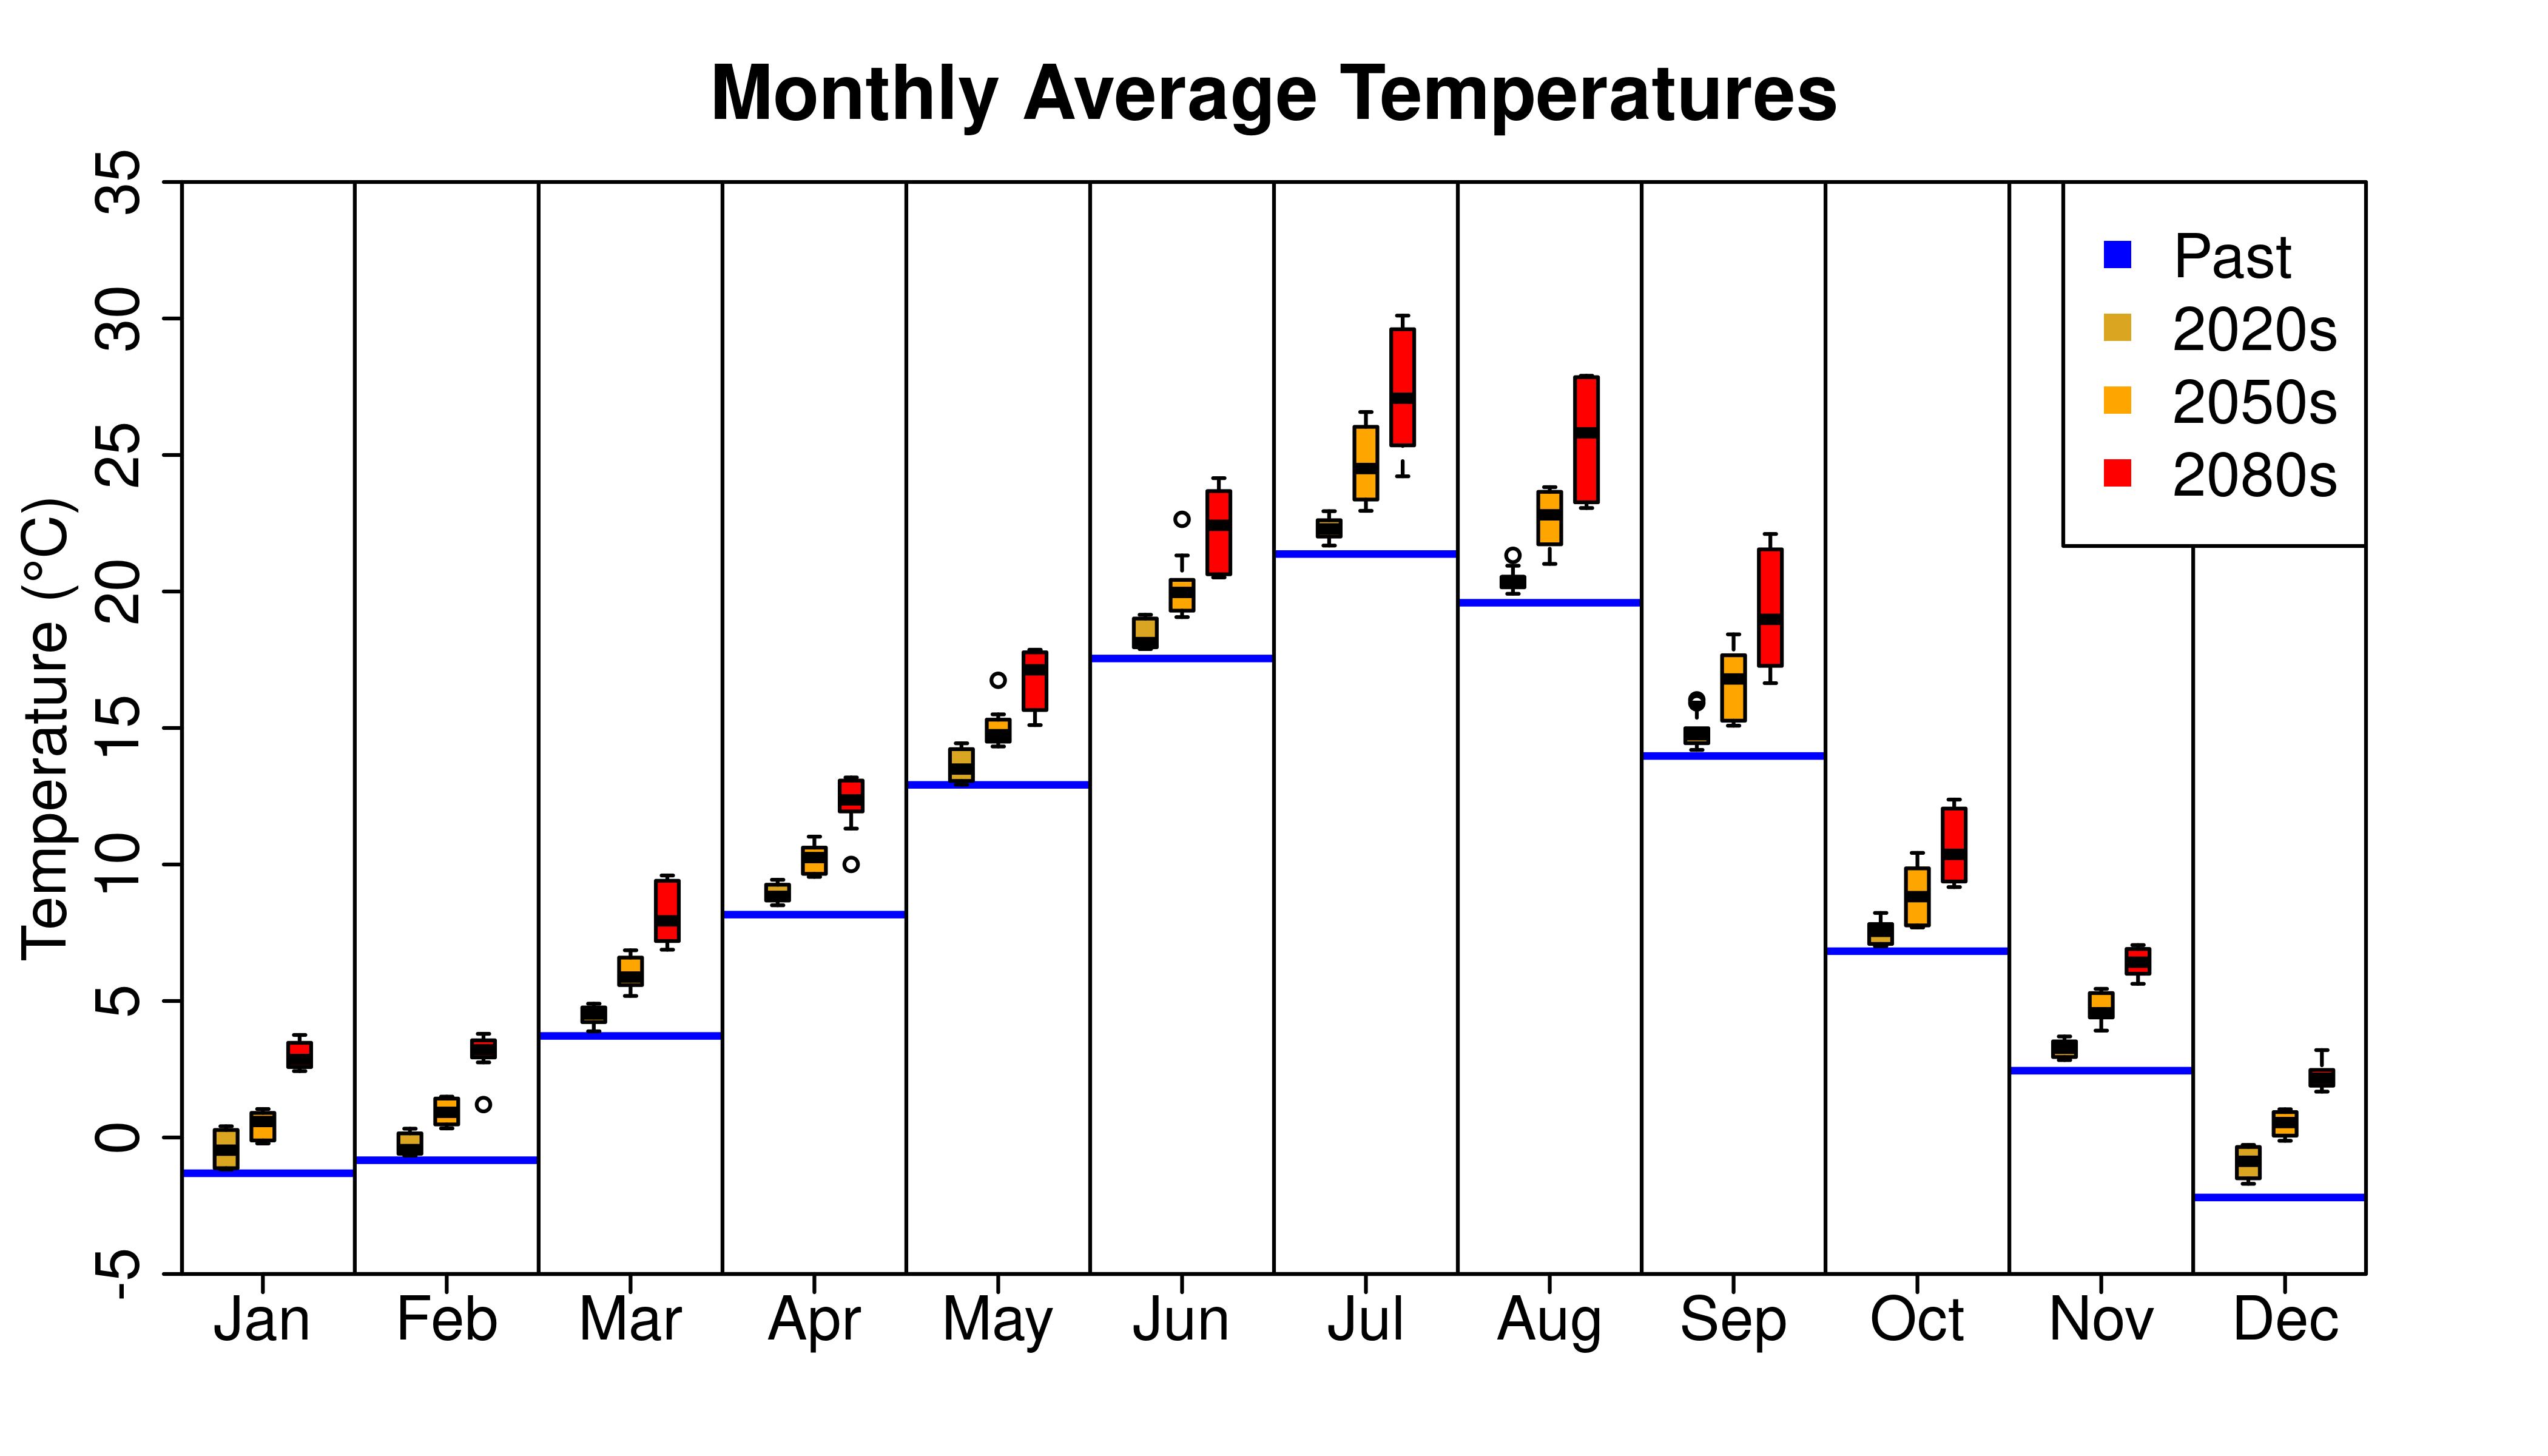 Monthly Average Temperatures
Temperature (°C)
35
30
25
20
15
10
5
0
-5
Past
2020s
2050s
2080s
Jan Feb Mar Apr May Jun Jul Aug Sep Oct Nov Dec